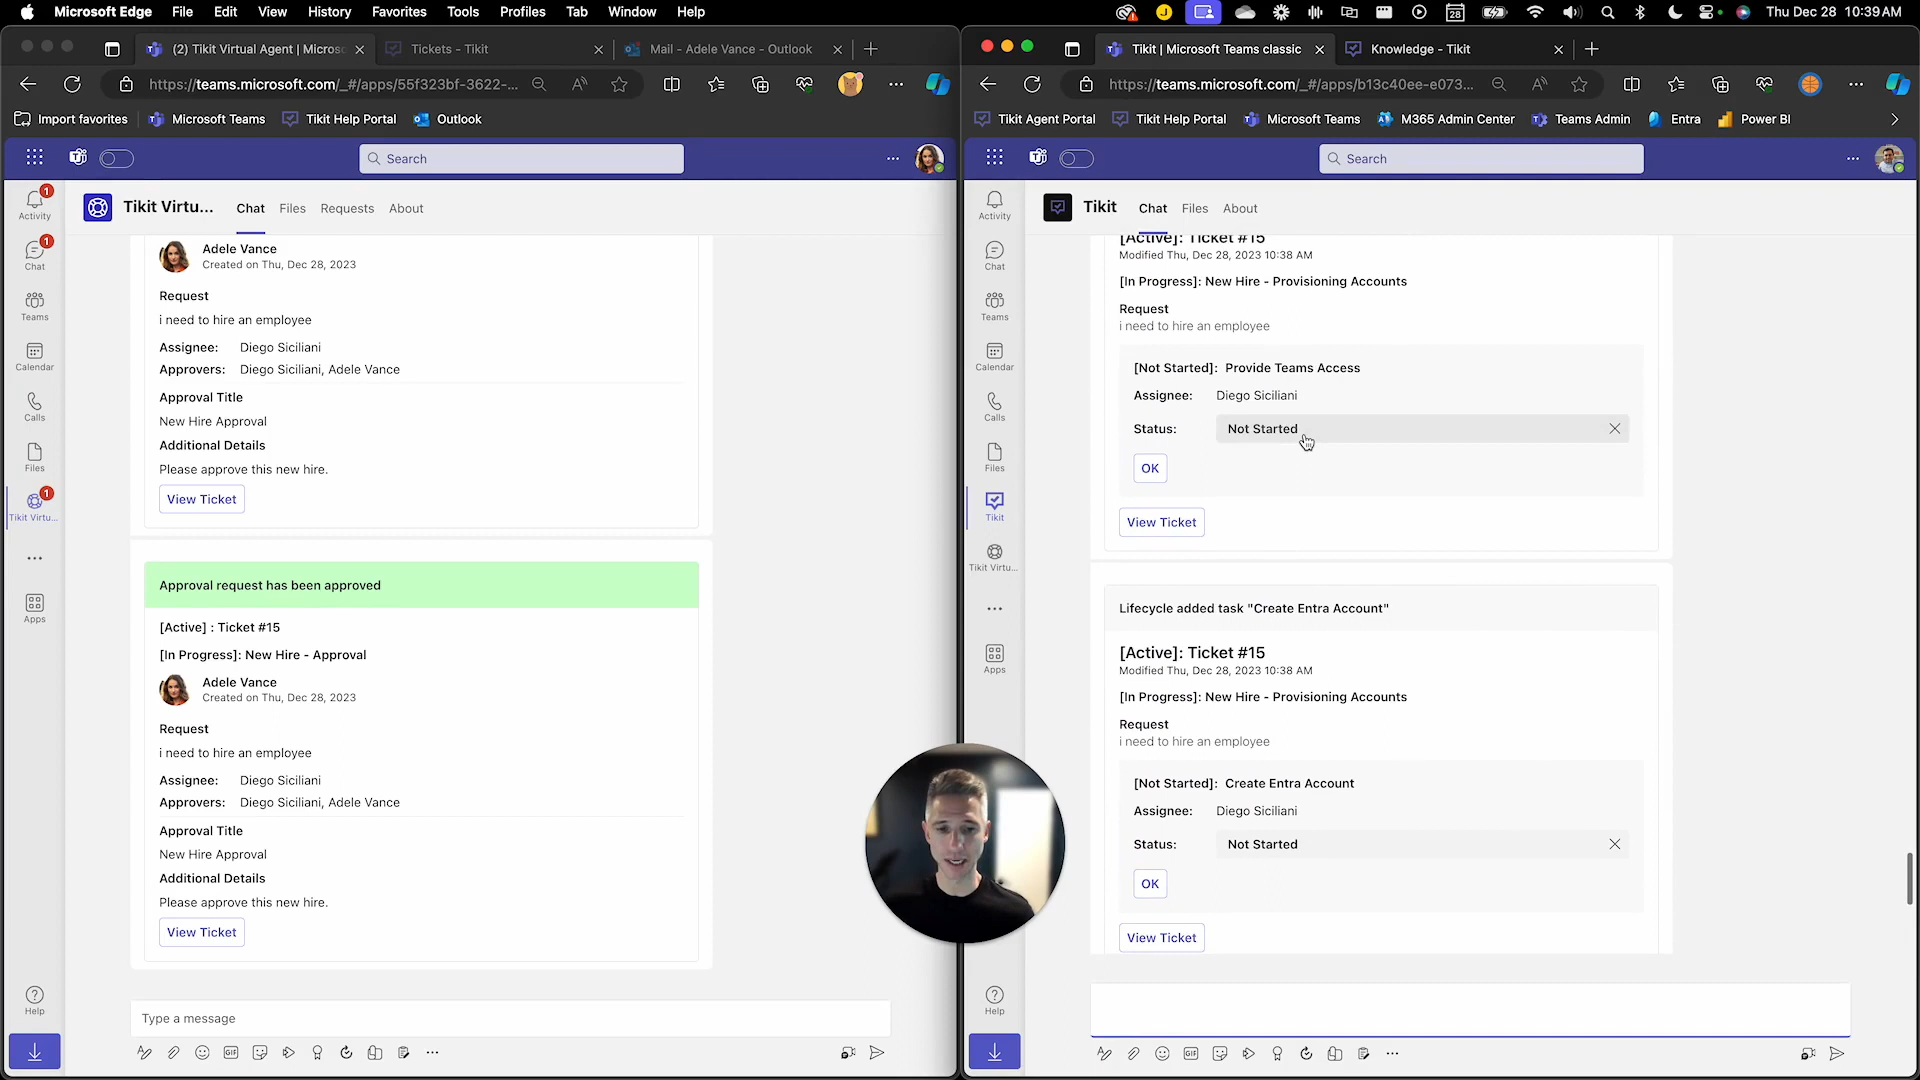 Microsoft Edge File Edit View History Favorites Tools Profiles Tab Window Help
28
Thu Dec 28 10:39 AM
(2) Tikit Virtual Agent | Micros
Tickets - Tikit
Mail - Adele Vance - Outlook
https://teams.microsoft.com/_#/apps/55f323bf-3622-...
Import favorites
Microsoft Teams
Tikit Help Portal
Outlook
Search
...
1
Activity
1
Chat
Teams
Calendar
Calls
Files
1
Tikit Virtu...
Apps
Help
Tikit Virtu...
Chat
Files
Requests
About
Adele Vance
Created on Thu, Dec 28, 2023
Request
i need to hire an employee
Assignee: Diego Siciliani
Approvers: Diego Siciliani, Adele Vance
Approval Title
New Hire Approval
Additional Details
Please approve this new hire.
View Ticket
Approval request has been approved
[Active] : Ticket #15
[In Progress]: New Hire - Approval
Adele Vance
Created on Thu, Dec 28, 2023
Request
i need to hire an employee
Assignee: Diego Siciliani
Approvers: Diego Siciliani, Adele Vance
Approval Title
New Hire Approval
Additional Details
Please approve this new hire.
View Ticket
Type a message
GIF
Tikit | Microsoft Teams classic
Knowledge - Tikit
https://teams.microsoft.com/_#/apps/b13c40ee-e073...
Tikit Agent Portal
Tikit Help Portal
Microsoft Teams
M365 Admin Center
Teams Admin
Entra
Power BI
Search
...
Activity
Chat
Teams
Calendar
Calls
Files
Tikit
Tikit Virtu...
Apps
Help
Tikit
Chat
Files
About
[Active]: Ticket #15
Modified Thu, Dec 28, 2023 10:38 AM
[In Progress]: New Hire - Provisioning Accounts
Request
i need to hire an employee
[Not Started]: Provide Teams Access
Assignee: Diego Siciliani
Status: Not Started
OK
View Ticket
Lifecycle added task "Create Entra Account"
[Active]: Ticket #15
Modified Thu, Dec 28, 2023 10:38 AM
[In Progress]: New Hire - Provisioning Accounts
Request
i need to hire an employee
[Not Started]: Create Entra Account
Assignee: Diego Siciliani
Status: Not Started
OK
View Ticket
GIF